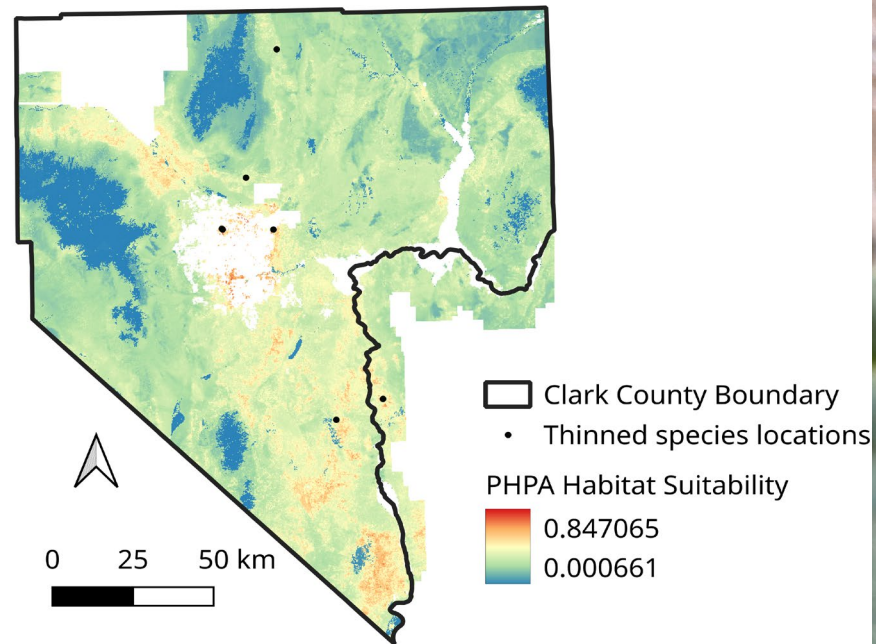 Clark County Boundary
Thinned species locations
PHPA Habitat Suitability
0.847065
0.000661
0 25 50 km